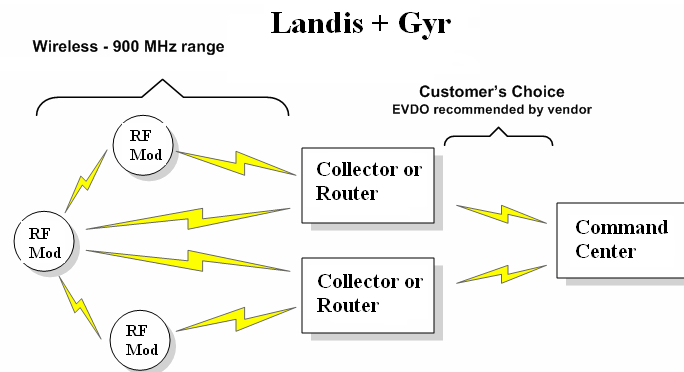 Landis + Gyr
Wireless - 900 MHz range
Customer's Choice
EVDO recommended by vendor
RF
Mod
Collector or
Router
RF
Mod
Command
Center
Collector or
Router
RF
Mod